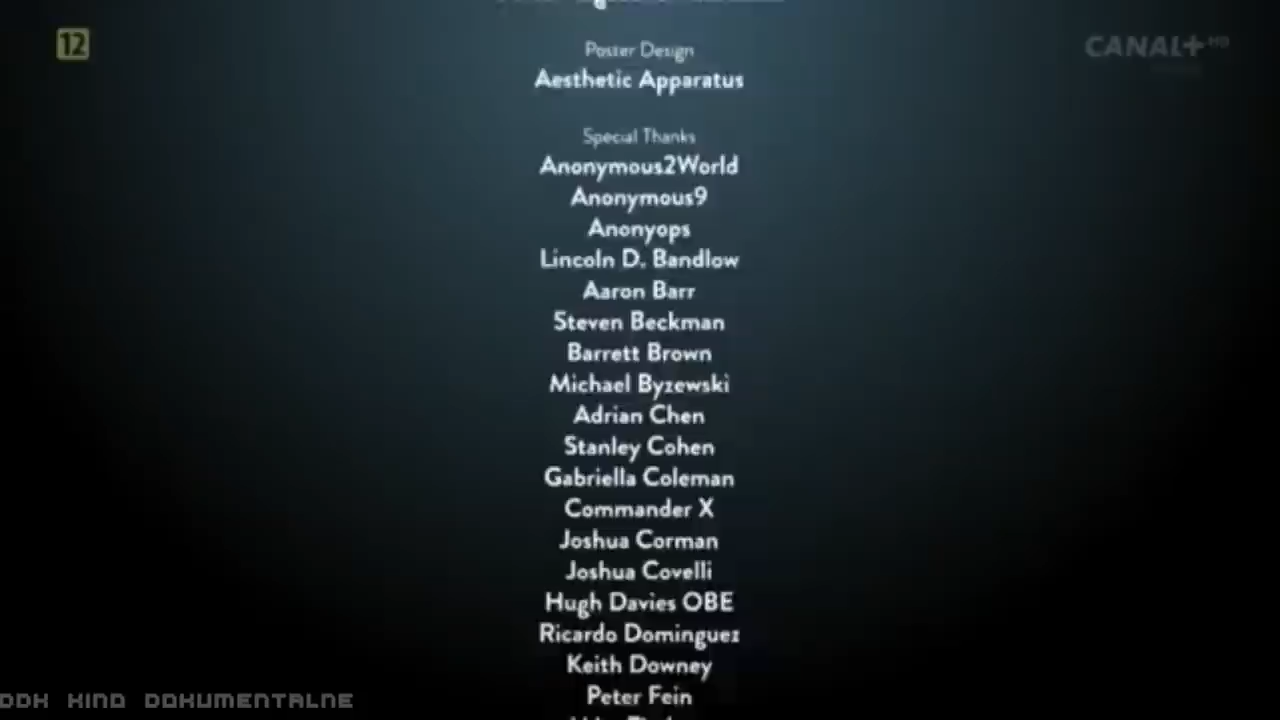 12
CANAL+ HD
Poster Design
Aesthetic Apparatus
Special Thanks
Anonymous2World
Anonymous9
Anonyops
Lincoln D. Bandlow
Aaron Barr
Steven Beckman
Barrett Brown
Michael Byzewski
Adrian Chen
Stanley Cohen
Gabriella Coleman
Commander X
Joshua Corman
Joshua Covelli
Hugh Davies OBE
Ricardo Dominguez
Keith Downey
Peter Fein
DDK KINO DOKUMENTALNE